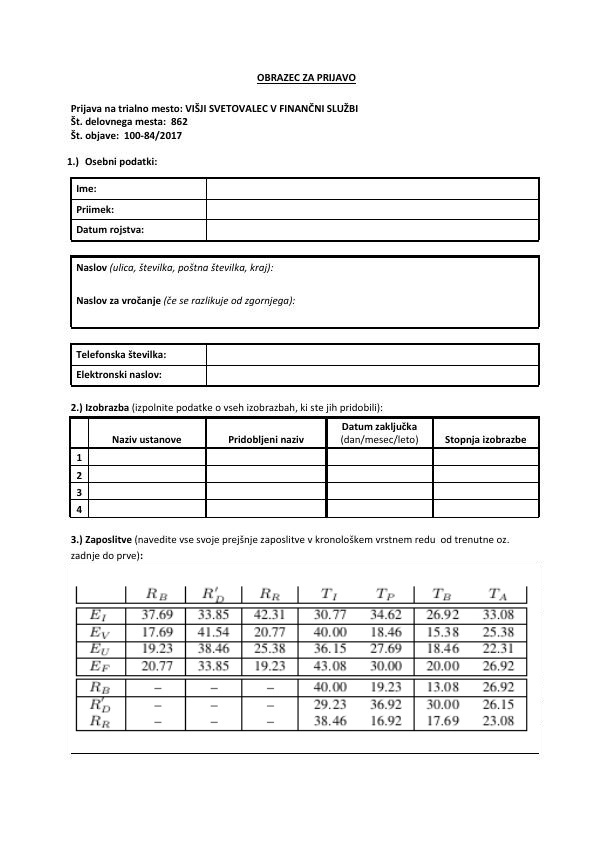 OBRAZEC ZA PRIJAVO
Prijava na trialno mesto: VIŠJI SVETOVALEC V FINANČNI SLUŽBI
Št. delovnega mesta: 862
Št. objave: 100-84/2017
1.) Osebni podatki:
Ime:
Priimek:
Datum rojstva:
Naslov (ulica, številka, poštna številka, kraj):
Naslov za vročanje (če se razlikuje od zgornjega):
Telefonska številka:
Elektronski naslov:
2.) Izobrazba (izpolnite podatke o vseh izobrazbah, ki ste jih pridobili):
Naziv ustanove Pridobljeni naziv Datum zaključka (dan/mesec/leto) Stopnja izobrazbe
1
2
3
4
3.) Zaposlitve (navedite vse svoje prejšnje zaposlitve v kronološkem vrstnem redu od trenutne oz.
zadnje do prve):
R_B R'_D R_R T_I T_P T_B T_A
E_I 37.69 33.85 42.31 30.77 34.62 26.92 33.08
E_V 17.69 41.54 20.77 40.00 18.46 15.38 25.38
E_U 19.23 38.46 25.38 36.15 27.69 18.46 22.31
E_F 20.77 33.85 19.23 43.08 30.00 20.00 26.92
R_B – – – 40.00 19.23 13.08 26.92
R'_D – – – 29.23 36.92 30.00 26.15
R_R – – – 38.46 16.92 17.69 23.08